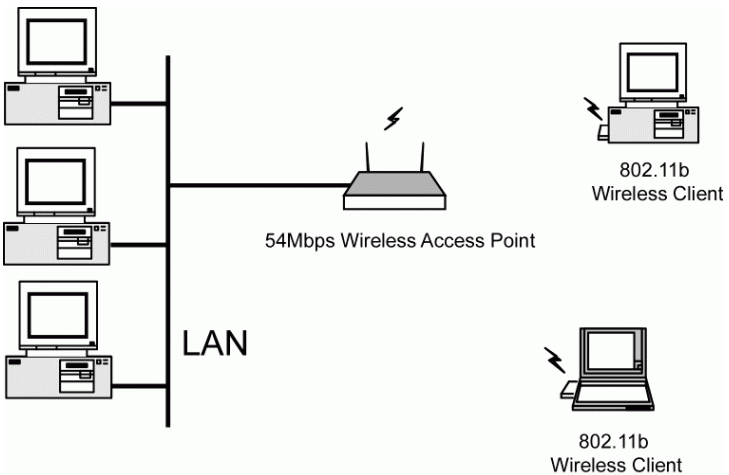 802.11b
Wireless Client
54Mbps Wireless Access Point
LAN
802.11b
Wireless Client